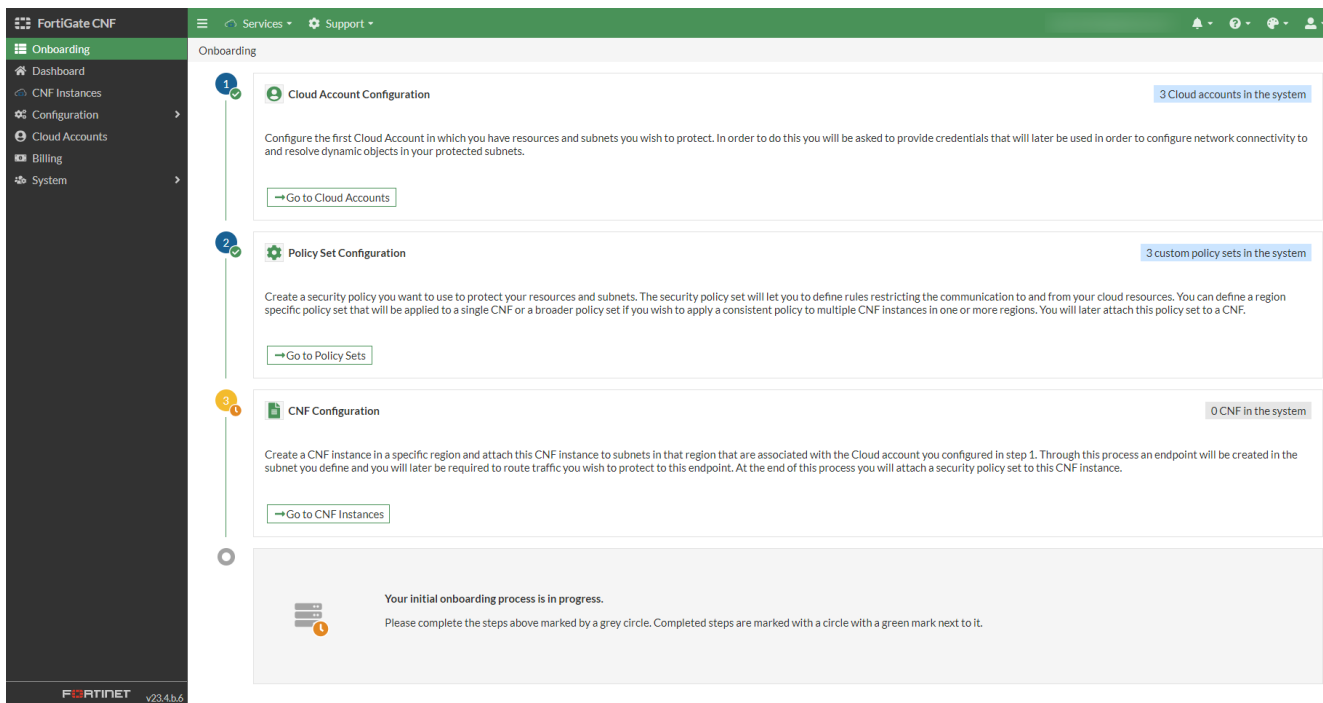 FortiGate CNF
Services
Support
Onboarding
Dashboard
CNF Instances
Configuration
Cloud Accounts
Billing
System
FORTINET v23.4.b.6
Onboarding
1
Cloud Account Configuration
3 Cloud accounts in the system
Configure the first Cloud Account in which you have resources and subnets you wish to protect. In order to do this you will be asked to provide credentials that will later be used in order to configure network connectivity to
and resolve dynamic objects in your protected subnets.
→Go to Cloud Accounts
2
Policy Set Configuration
3 custom policy sets in the system
Create a security policy you want to use to protect your resources and subnets. The security policy set will let you to define rules restricting the communication to and from your cloud resources. You can define a region
specific policy set that will be applied to a single CNF or a broader policy set if you wish to apply a consistent policy to multiple CNF instances in one or more regions. You will later attach this policy set to a CNF.
→Go to Policy Sets
3
CNF Configuration
0 CNF in the system
Create a CNF instance in a specific region and attach this CNF instance to subnets in that region that are associated with the Cloud account you configured in step 1. Through this process an endpoint will be created in the
subnet you define and you will later be required to route traffic you wish to protect to this endpoint. At the end of this process you will attach a security policy set to this CNF instance.
→Go to CNF Instances
Your initial onboarding process is in progress.
Please complete the steps above marked by a grey circle. Completed steps are marked with a circle with a green mark next to it.